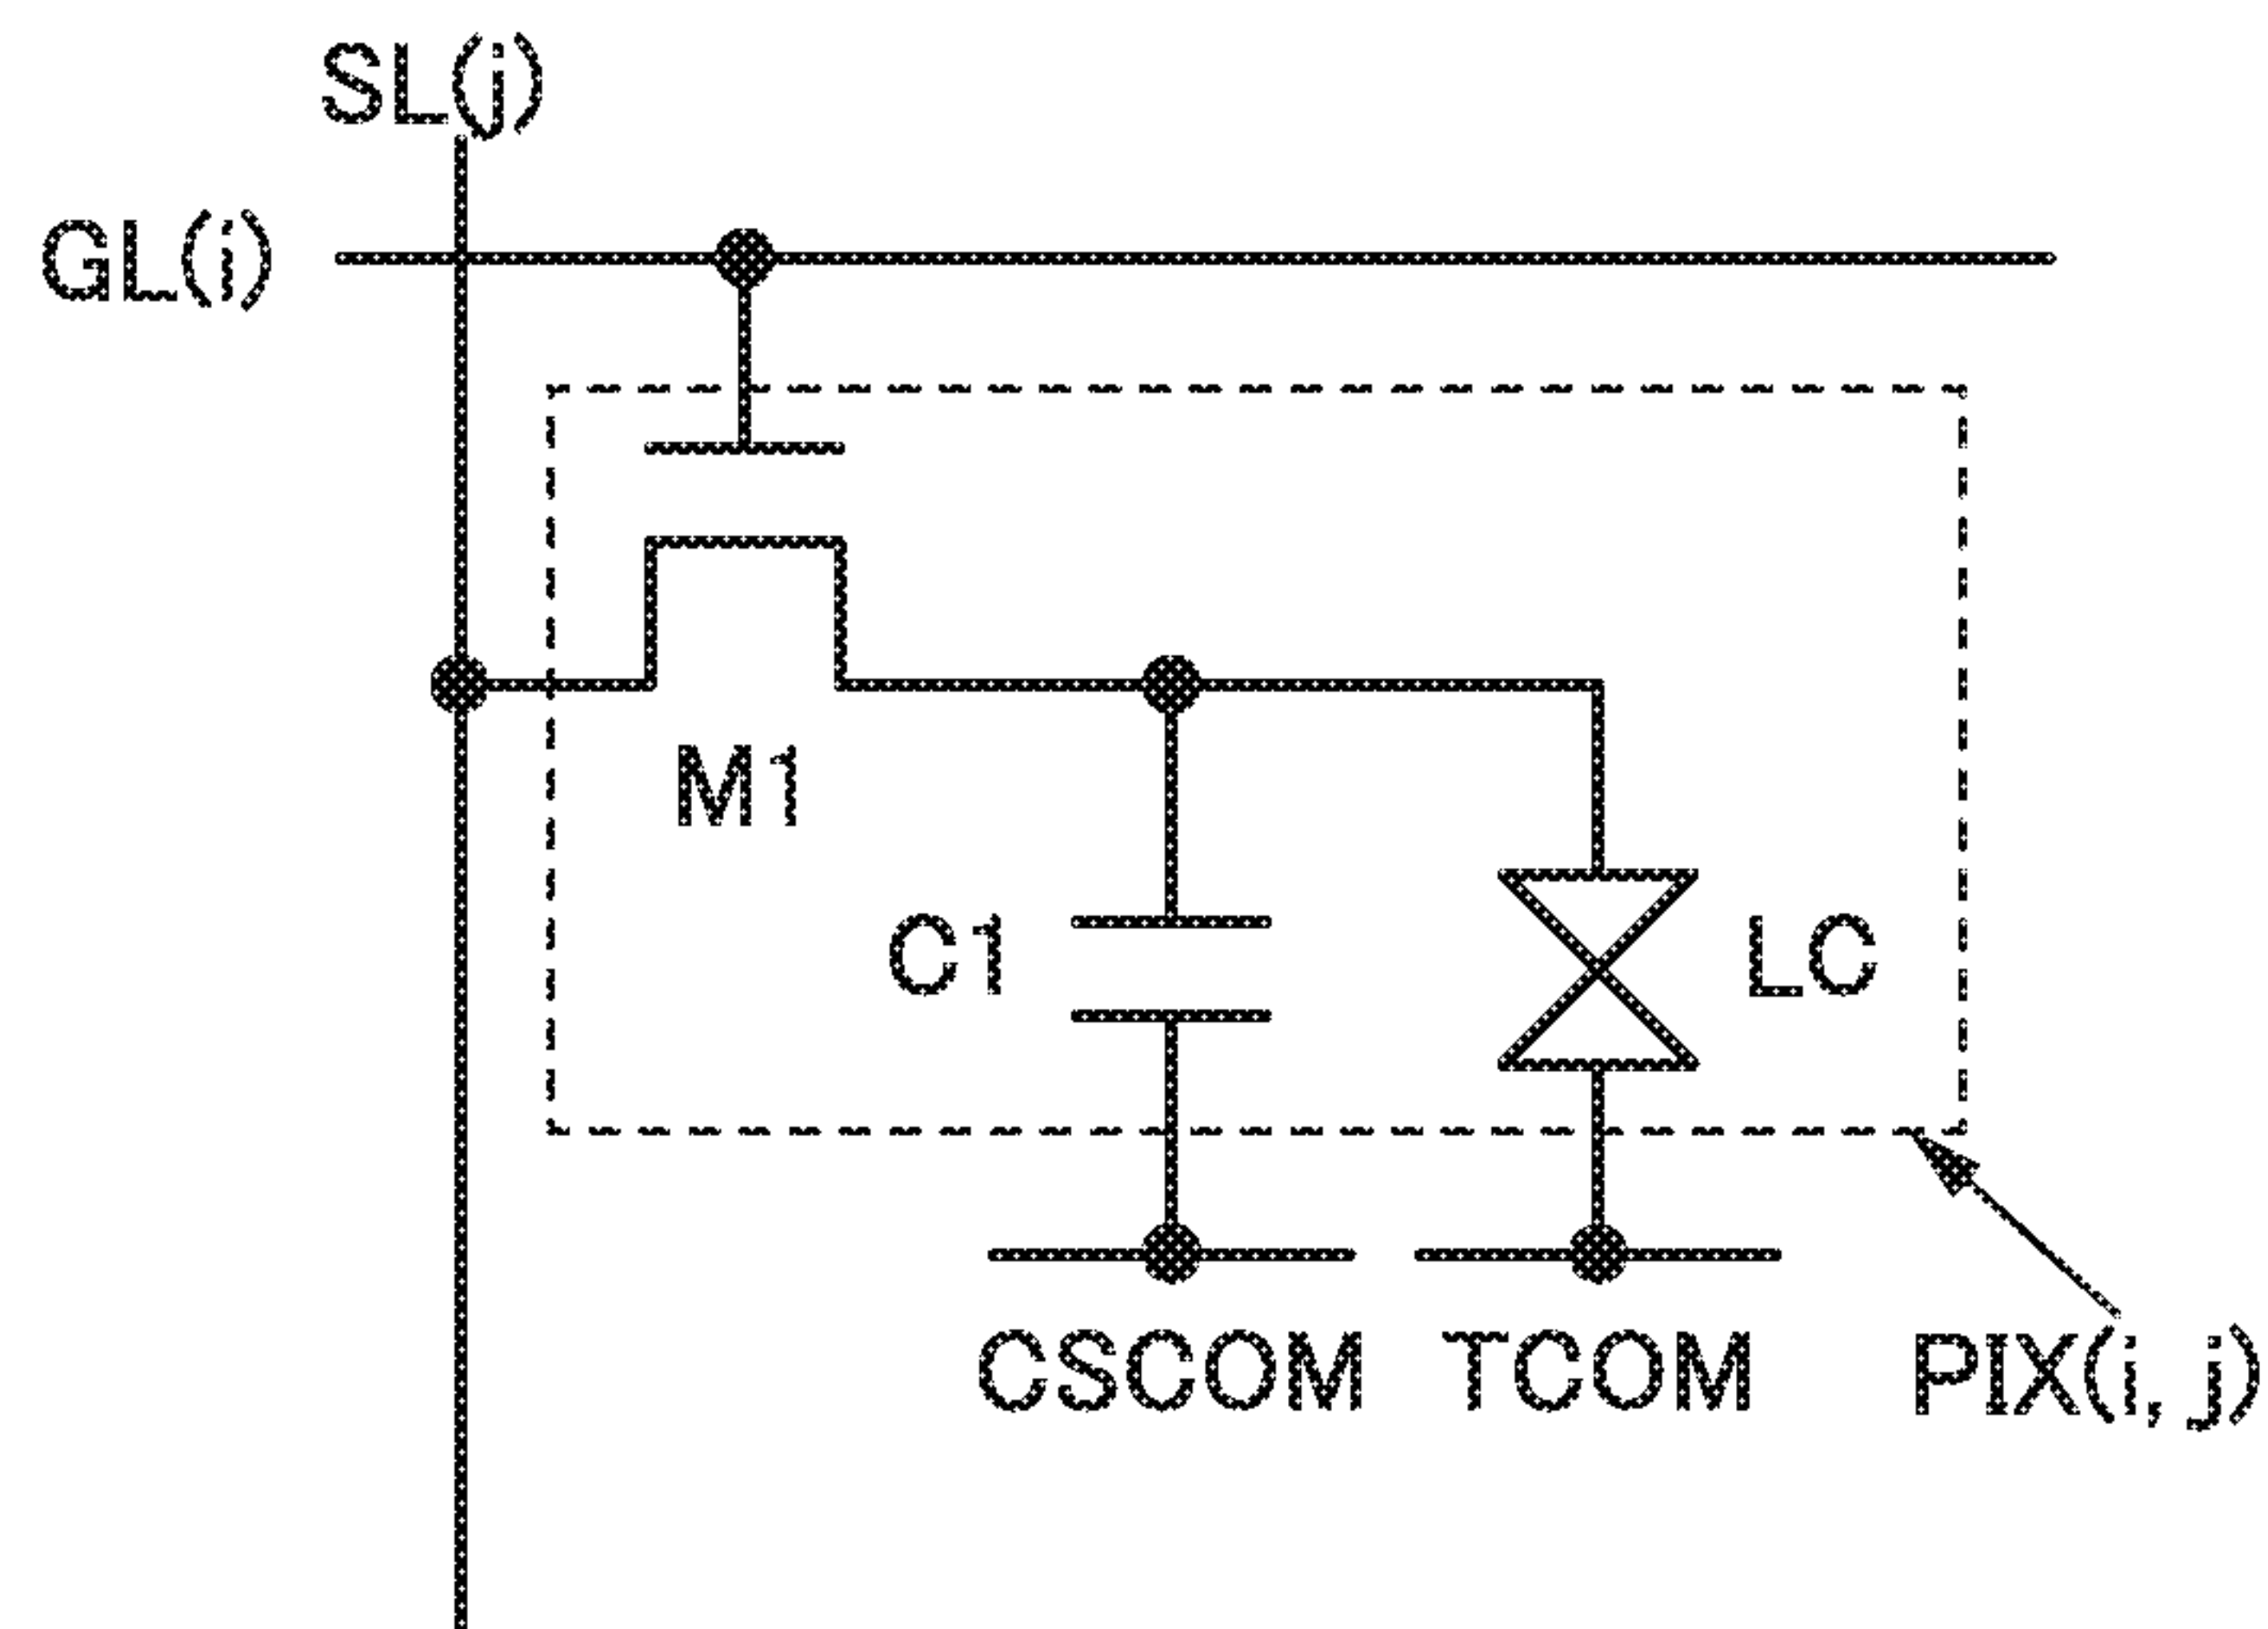 SL(j)
GL(i)
M1
C1
LC
CSCOM
TCOM
PIX(i, j)